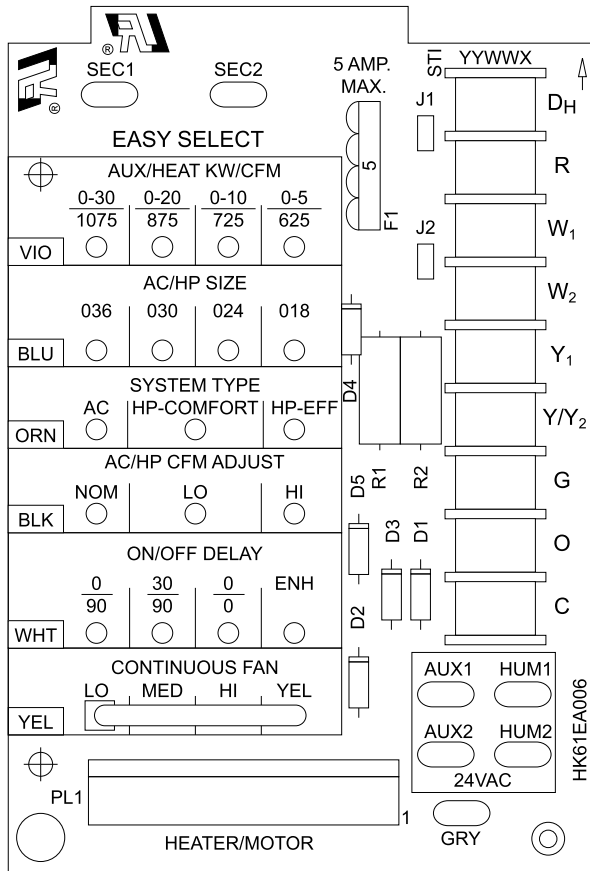 SEC1 SEC2
5 AMP.
MAX.
STI YYWWX
EASY SELECT
J1
J2
5
F1
AUX/HEAT KW/CFM
0-30 0-20 0-10 0-5
1075 875 725 625
VIO
AC/HP SIZE
036 030 024 018
BLU
SYSTEM TYPE
AC HP-COMFORT HP-EFF
ORN
AC/HP CFM ADJUST
NOM LO HI
BLK
ON/OFF DELAY
0 30 0 ENH
90 90 0
WHT
CONTINUOUS FAN
LO MED HI YEL
YEL
D4
R1 R2
D5
D3 D1
D2
DH
R
W1
W2
Y1
Y/Y2
G
O
C
AUX1 HUM1
AUX2 HUM2
24VAC
HK61EA006
PL1
1
GRY
HEATER/MOTOR